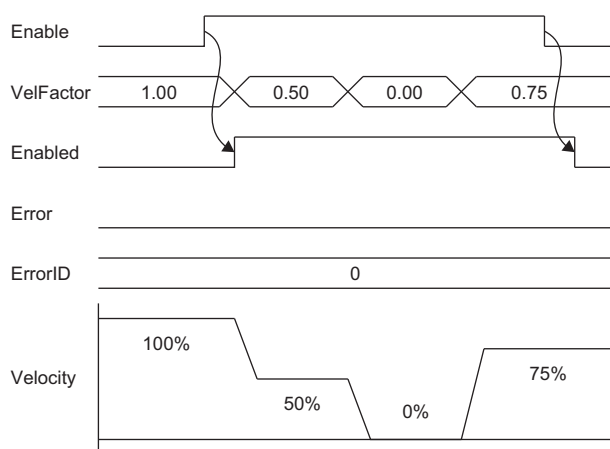 Enable
VelFactor 1.00 0.50 0.00 0.75
Enabled
Error
ErrorID 0
Velocity 100% 50% 0% 75%